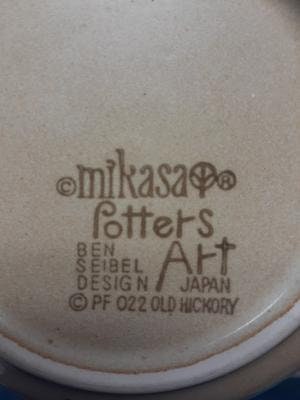 ©mikasa®
Potters
BEN
SEIBEL
DESIGN
Art
JAPAN
© PF 022 OLD HICKORY